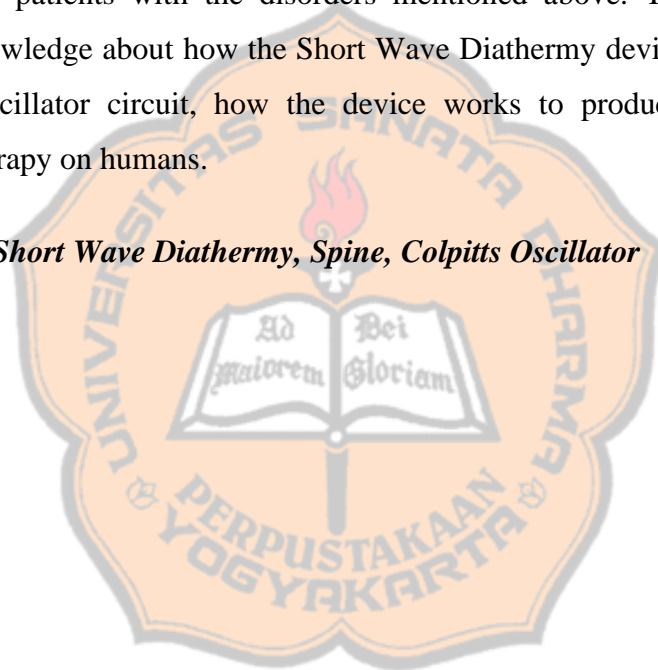 patients with the disorders mentioned above.
wledge about how the Short Wave Diathermy devi
cillator circuit, how the device works to produc
rapy on humans.
Short Wave Diathermy, Spine, Colpitts Oscillator
UNIVERSITAS SANATA DHARMA
Ad Dei
Maiorem Gloriam
PERPUSTAKAAN
YOGYAKARTA